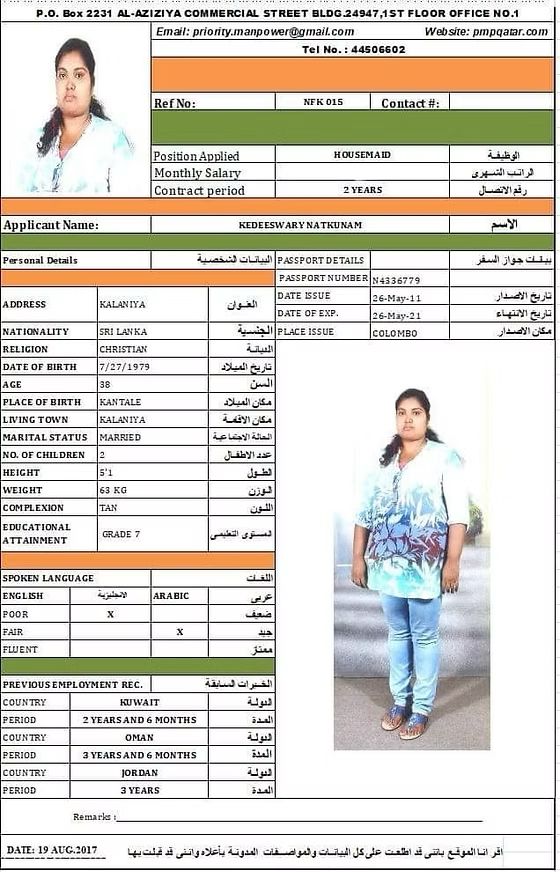 P.O. Box 2231 AL-AZIZIYA COMMERCIAL STREET BLDG.24947,1ST FLOOR OFFICE NO.1
Email: priority.manpower@gmail.com Website: pmpqatar.com
Tel No. : 44506602
Ref No: NFK 015 Contact #:
Position Applied HOUSEMAID الوظيفة
Monthly Salary الراتب الشهري
Contract period 2 YEARS رقم الاتصال
Applicant Name: KEDEESWARY NATKUNAM الاسم
Personal Details البيانات الشخصية PASSPORT DETAILS بيانات جواز السفر
PASSPORT NUMBER N4336779
ADDRESS KALANIYA العنوان DATE ISSUE 26-May-11 تاريخ الاصدار
DATE OF EXP. 26-May-21 تاريخ الانتهاء
NATIONALITY SRI LANKA الجنسية PLACE ISSUE COLOMBO مكان الاصدار
RELIGION CHRISTIAN الديانة
DATE OF BIRTH 7/27/1979 تاريخ الميلاد
AGE 38 السن
PLACE OF BIRTH KANTALE مكان الميلاد
LIVING TOWN KALANIYA مكان الاقامة
MARITAL STATUS MARRIED الحالة الاجتماعية
NO. OF CHILDREN 2 عدد الاطفال
HEIGHT 5'1 الطول
WEIGHT 63 KG الوزن
COMPLEXION TAN اللون
EDUCATIONAL ATTAINMENT GRADE 7 المستوى التعليمى
SPOKEN LANGUAGE اللغات
ENGLISH الانجليزية ARABIC عربى
POOR X ضعيف
FAIR X جيد
FLUENT ممتاز
PREVIOUS EMPLOYMENT REC. الخبرات السابقة
COUNTRY KUWAIT الدولة
PERIOD 2 YEARS AND 6 MONTHS المدة
COUNTRY OMAN الدولة
PERIOD 3 YEARS AND 6 MONTHS المدة
COUNTRY JORDAN الدولة
PERIOD 3 YEARS المدة
Remarks :
DATE: 19 AUG.2017 اقر انا الموقع باننى قد اطلعت على كل البيانات والمواصفات المدونة بأعلاه واننى قد قبلت بها